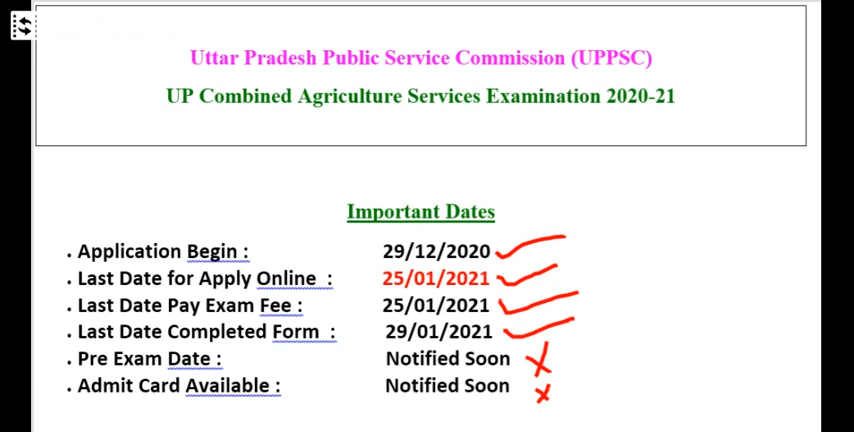 Uttar Pradesh Public Service Commission (UPPSC)
UP Combined Agriculture Services Examination 2020-21
Important Dates
. Application Begin : 29/12/2020
. Last Date for Apply Online : 25/01/2021
. Last Date Pay Exam Fee : 25/01/2021
. Last Date Completed Form : 29/01/2021
. Pre Exam Date : Notified Soon
. Admit Card Available : Notified Soon